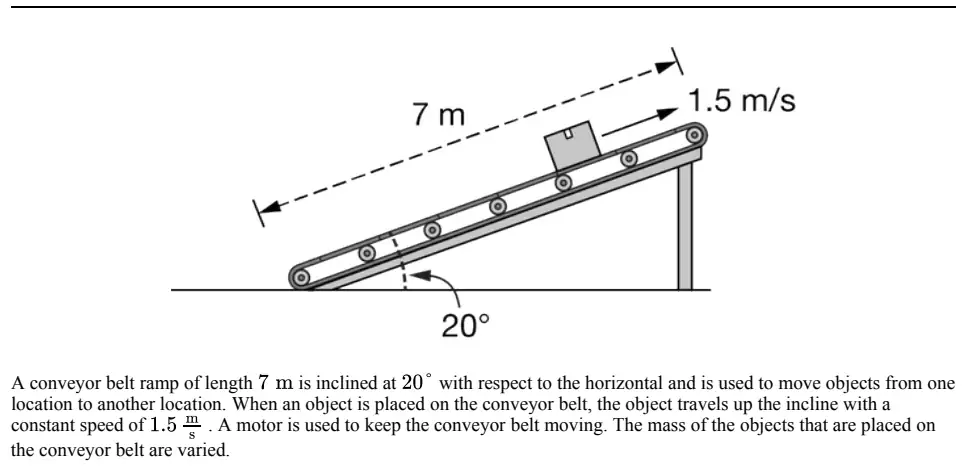 7 m
1.5 m/s
20°
A conveyor belt ramp of length 7 m is inclined at 20° with respect to the horizontal and is used to move objects from one
location to another location. When an object is placed on the conveyor belt, the object travels up the incline with a
constant speed of 1.5 m/s . A motor is used to keep the conveyor belt moving. The mass of the objects that are placed on
the conveyor belt are varied.